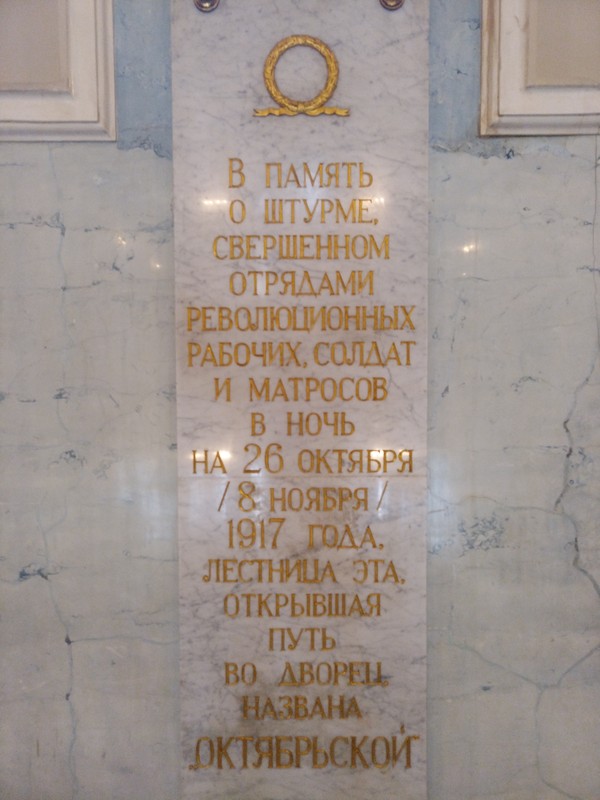 В ПАМЯТЬ
О ШТУРМЕ,
СВЕРШЕННОМ
ОТРЯДАМИ
РЕВОЛЮЦИОННЫХ
РАБОЧИХ, СОЛДАТ
И МАТРОСОВ
В НОЧЬ
НА 26 ОКТЯБРЯ
/ 8 НОЯБРЯ /
1917 ГОДА,
ЛЕСТНИЦА ЭТА,
ОТКРЫВШАЯ
ПУТЬ
ВО ДВОРЕЦ,
НАЗВАНА
„ОКТЯБРЬСКОЙ"